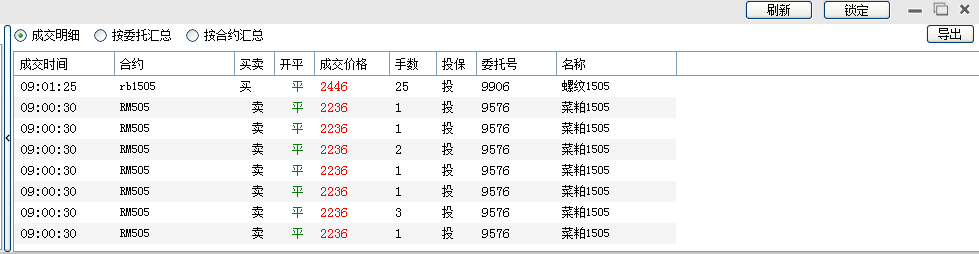 刷新 锁定
成交明细 按委托汇总 按合约汇总 导出
成交时间 合约 买卖 开平 成交价格 手数 投保 委托号 名称
09:01:25 rb1505 买 平 2446 25 投 9906 螺纹1505
09:00:30 RM505 卖 平 2236 1 投 9576 菜粕1505
09:00:30 RM505 卖 平 2236 1 投 9576 菜粕1505
09:00:30 RM505 卖 平 2236 2 投 9576 菜粕1505
09:00:30 RM505 卖 平 2236 1 投 9576 菜粕1505
09:00:30 RM505 卖 平 2236 1 投 9576 菜粕1505
09:00:30 RM505 卖 平 2236 3 投 9576 菜粕1505
09:00:30 RM505 卖 平 2236 1 投 9576 菜粕1505